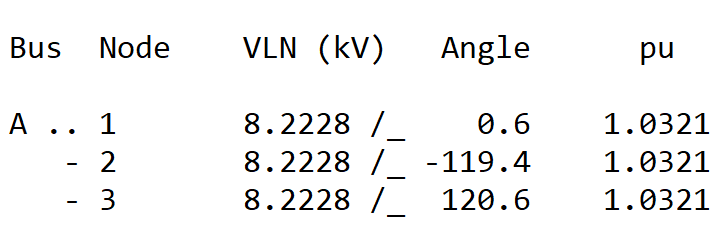 Bus Node VLN (kV) Angle pu
A .. 1 8.2228 /_ 0.6 1.0321
- 2 8.2228 /_ -119.4 1.0321
- 3 8.2228 /_ 120.6 1.0321